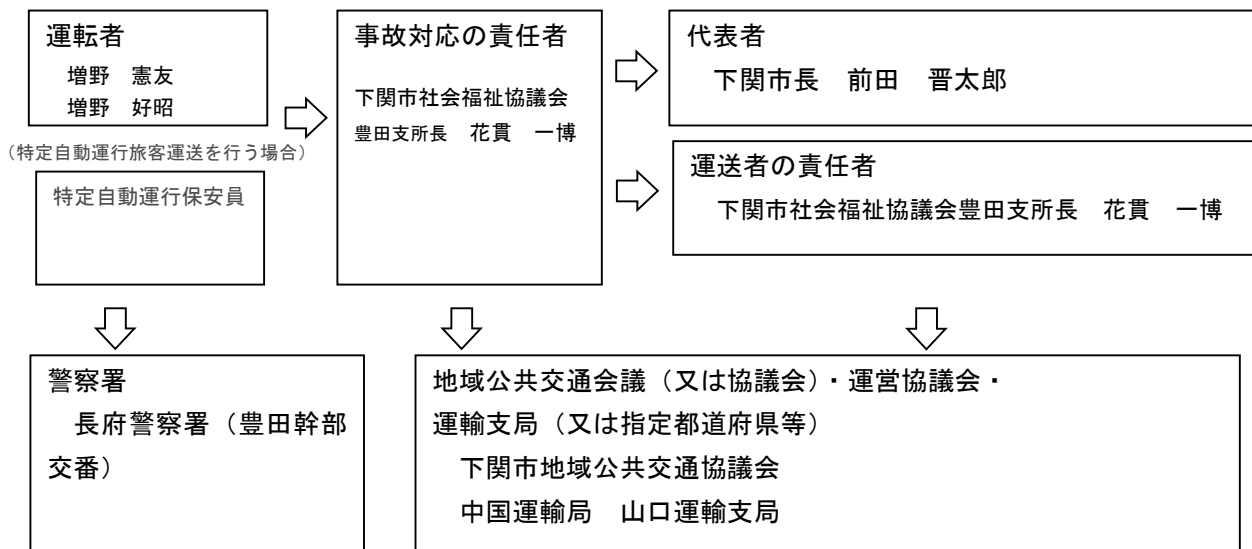 運転者
増野　憲友
増野　好昭
（特定自動運行旅客運送を行う場合）
特定自動運行保安員
事故対応の責任者
下関市社会福祉協議会
豊田支所長　花貫　一博
代表者
下関市長　前田　晋太郎
運送者の責任者
下関市社会福祉協議会豊田支所長　花貫　一博
警察署
長府警察署（豊田幹部
交番）
地域公共交通会議（又は協議会）・運営協議会・
運輸支局（又は指定都道府県等）
下関市地域公共交通協議会
中国運輸局　山口運輸支局